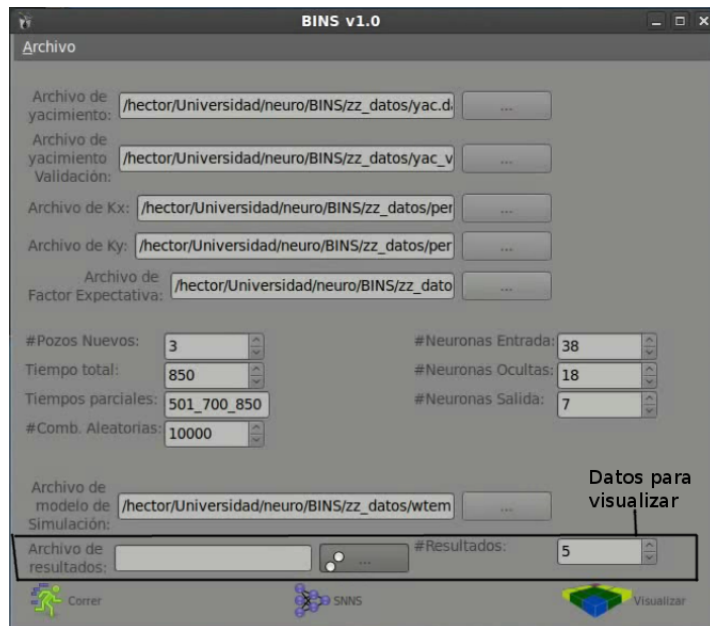 BINS v1.0
Archivo
Archivo de
yacimiento:
/hector/Universidad/neuro/BINS/zz_datos/yac.d
...
Archivo de
yacimiento
Validación:
/hector/Universidad/neuro/BINS/zz_datos/yac_v
...
Archivo de Kx:
/hector/Universidad/neuro/BINS/zz_datos/per
...
Archivo de Ky:
/hector/Universidad/neuro/BINS/zz_datos/per
...
Archivo de
Factor Expectativa:
/hector/Universidad/neuro/BINS/zz_dato
...
#Pozos Nuevos:
3
#Neuronas Entrada:
38
Tiempo total:
850
#Neuronas Ocultas:
18
Tiempos parciales:
501_700_850
#Neuronas Salida:
7
#Comb. Aleatorias:
10000
Archivo de
modelo de
Simulación:
/hector/Universidad/neuro/BINS/zz_datos/wtem
...
Datos para
visualizar
Archivo de
resultados:
...
#Resultados:
5
Correr
SNNS
Visualizar